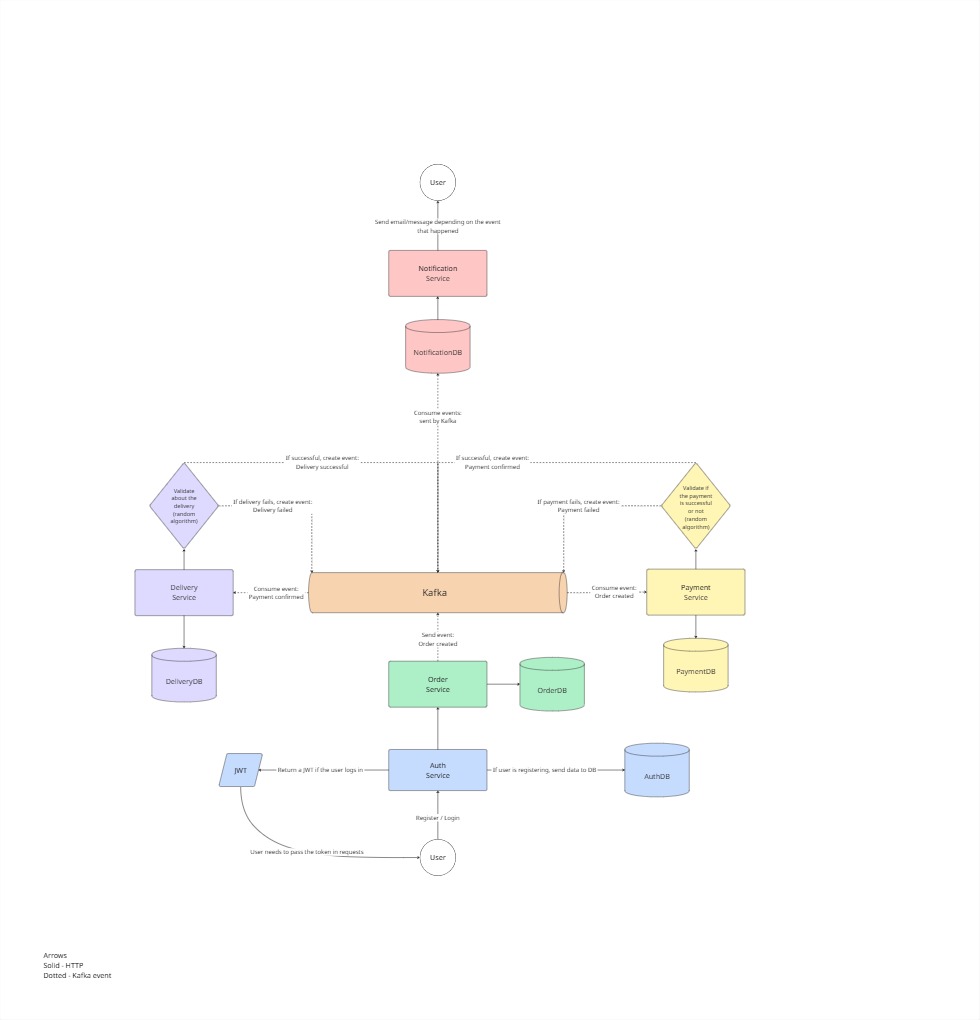 User
Send email/message depending on the event
that happened
Notification
Service
NotificationDB
Consume events:
sent by Kafka
If successful, create event:
Delivery successful
If successful, create event:
Payment confirmed
Validate
about the
delivery
(random
algorithm)
If delivery fails, create event:
Delivery failed
If payment fails, create event:
Payment failed
Validate if
the payment
is successful
or not
(random
algorithm)
Delivery
Service
Consume event:
Payment confirmed
Kafka
Consume event:
Order created
Payment
Service
Send event:
Order created
DeliveryDB
Order
Service
OrderDB
PaymentDB
JWT
Return a JWT if the user logs in
Auth
Service
If user is registering, send data to DB
AuthDB
Register / Login
User needs to pass the token in requests
User
Arrows
Solid - HTTP
Dotted - Kafka event